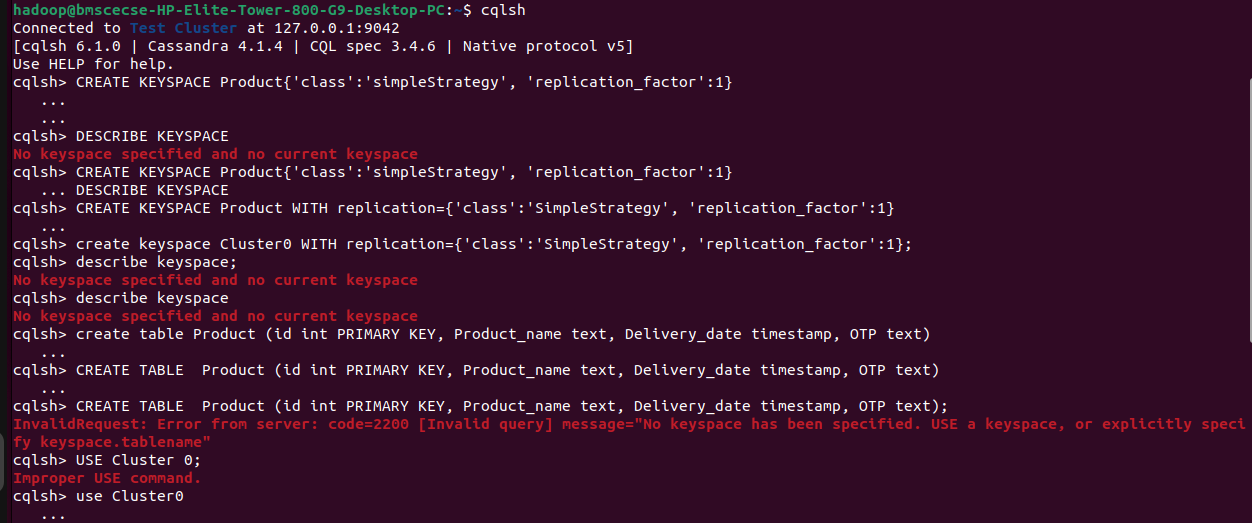 hadoop@bmscecse-HP-Elite-Tower-800-G9-Desktop-PC:~$ cqlsh
Connected to Test Cluster at 127.0.0.1:9042
[cqlsh 6.1.0 | Cassandra 4.1.4 | CQL spec 3.4.6 | Native protocol v5]
Use HELP for help.
cqlsh> CREATE KEYSPACE Product{'class':'simpleStrategy', 'replication_factor':1}
   ...
   ...
cqlsh> DESCRIBE KEYSPACE
No keyspace specified and no current keyspace
cqlsh> CREATE KEYSPACE Product{'class':'simpleStrategy', 'replication_factor':1}
   ... DESCRIBE KEYSPACE
cqlsh> CREATE KEYSPACE Product WITH replication={'class':'SimpleStrategy', 'replication_factor':1}
   ...
cqlsh> create keyspace Cluster0 WITH replication={'class':'SimpleStrategy', 'replication_factor':1};
cqlsh> describe keyspace;
No keyspace specified and no current keyspace
cqlsh> describe keyspace
No keyspace specified and no current keyspace
cqlsh> create table Product (id int PRIMARY KEY, Product_name text, Delivery_date timestamp, OTP text)
   ...
cqlsh> CREATE TABLE  Product (id int PRIMARY KEY, Product_name text, Delivery_date timestamp, OTP text)
   ...
cqlsh> CREATE TABLE  Product (id int PRIMARY KEY, Product_name text, Delivery_date timestamp, OTP text);
InvalidRequest: Error from server: code=2200 [Invalid query] message="No keyspace has been specified. USE a keyspace, or explicitly speci
fy keyspace.tablename"
cqlsh> USE Cluster 0;
Improper USE command.
cqlsh> use Cluster0
   ...